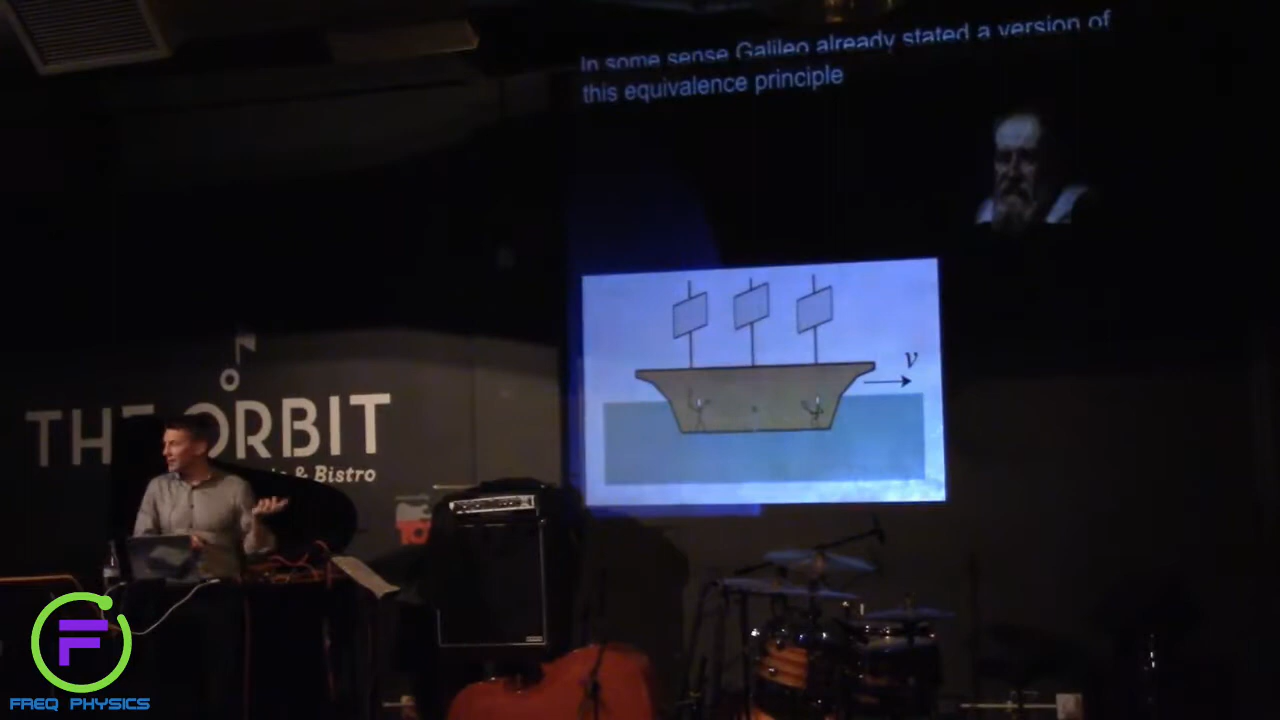 In some sense Galileo already stated a version of
this equivalence principle
v
THE ORBIT
& Bistro
F
FREQ PHYSICS